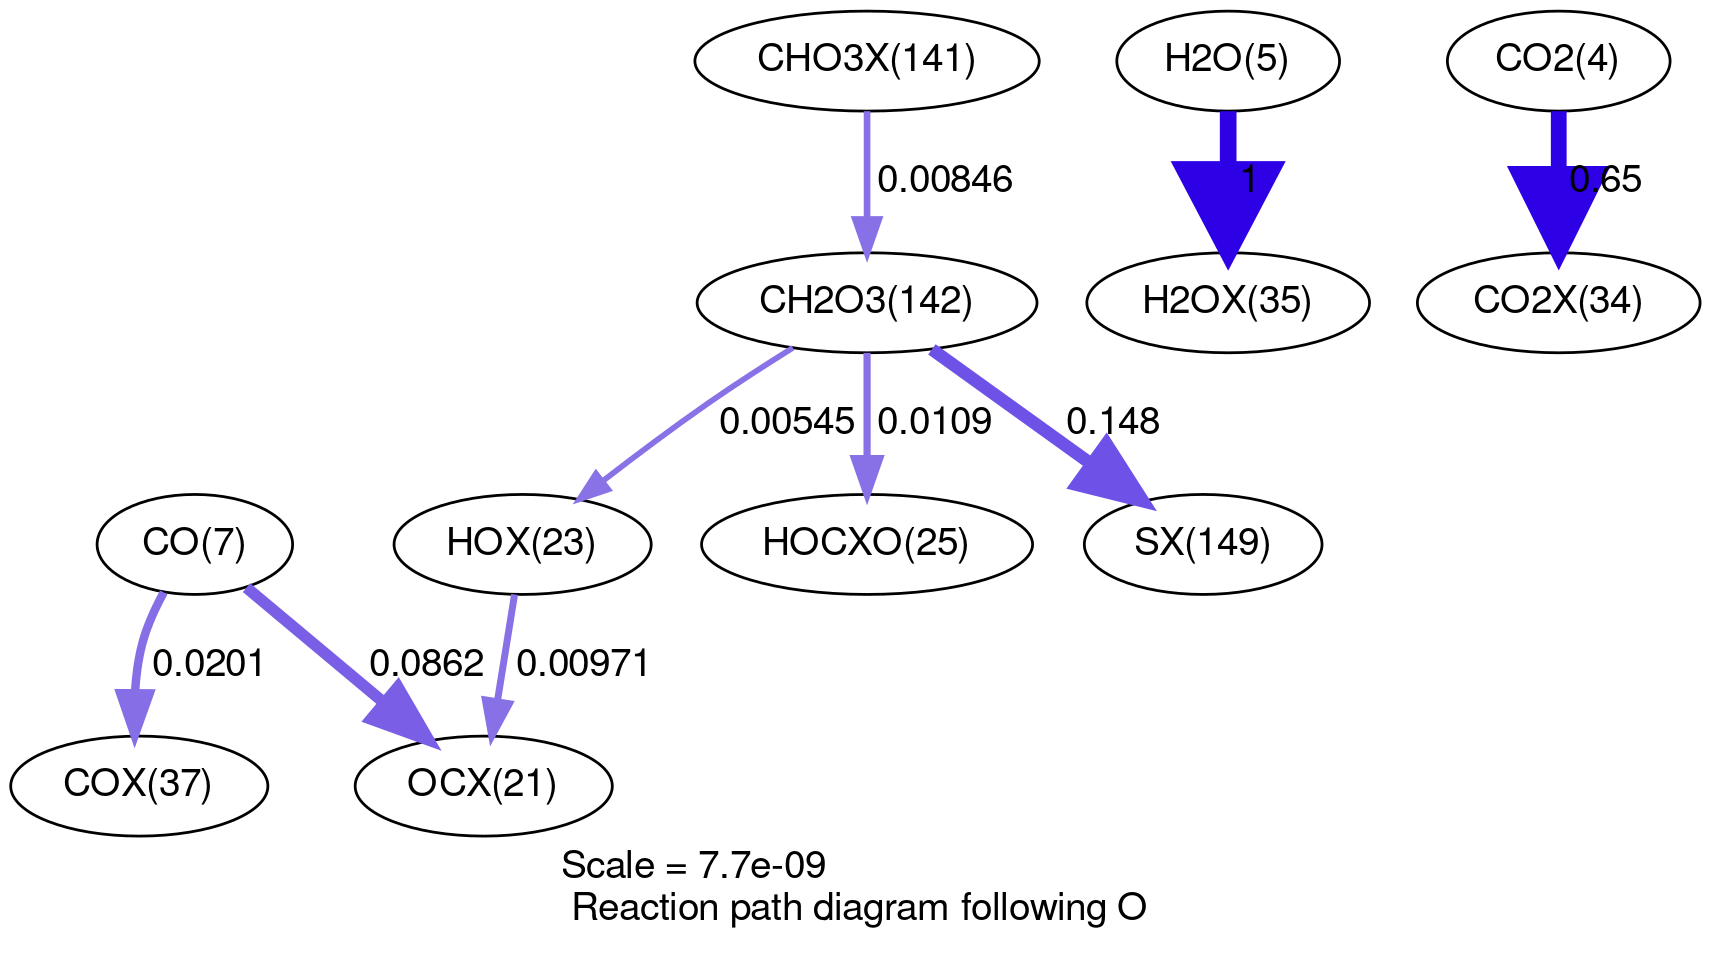 CHO3X(141)
H2O(5)
CO2(4)
0.00846
1
0.65
CH2O3(142)
H2OX(35)
CO2X(34)
0.00545
0.0109
0.148
CO(7)
HOX(23)
HOCXO(25)
SX(149)
0.0201
0.0862
0.00971
COX(37)
OCX(21)
Scale = 7.7e-09
Reaction path diagram following O